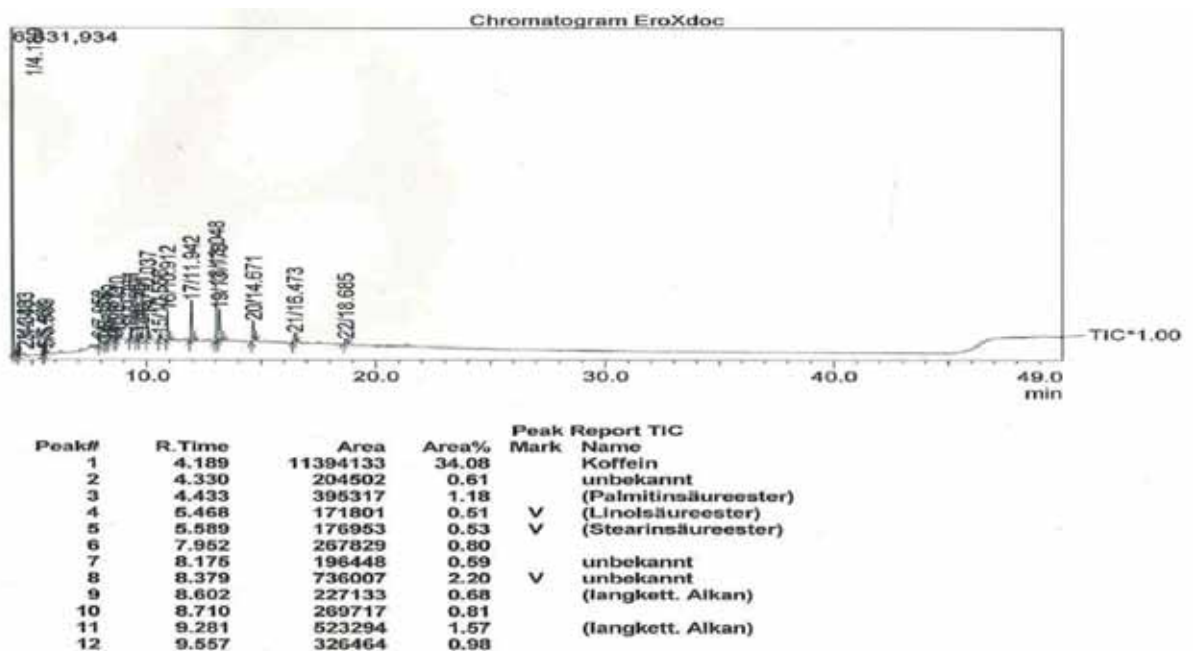 Chromatogram EroXdoc
17/11.942
20/14.671
21/16.473
22/18.685
TIC*1.00
10.0 20.0 30.0 40.0 49.0
min
Peak Report TIC
Peak# R.Time Area Area% Mark Name
1 4.189 11394133 34.08 Koffein
2 4.330 204502 0.61 unbekannt
3 4.433 395317 1.18 (Palmitinsäureester)
4 5.468 171801 0.51 V (Linolsäureester)
5 5.589 176953 0.53 V (Stearinsäureester)
6 7.952 267829 0.80
7 8.175 196448 0.59 unbekannt
8 8.379 736007 2.20 V unbekannt
9 8.602 227133 0.68 (langkett. Alkan)
10 8.710 269717 0.81
11 9.281 523294 1.57 (langkett. Alkan)
12 9.557 326464 0.98